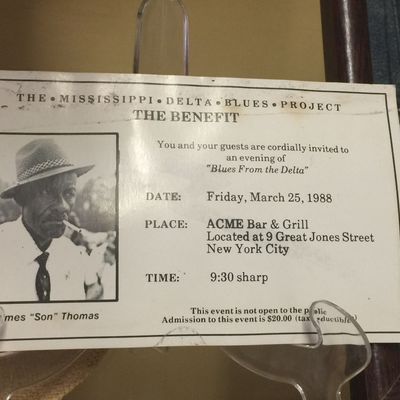 THE • MISSISSIPPI • DELTA • BLUES • PROJECT
THE BENEFIT
You and your guests are cordially invited to
an evening of
"Blues From the Delta"
DATE: Friday, March 25, 1988
PLACE: ACME Bar & Grill
Located at 9 Great Jones Street
New York City
TIME: 9:30 sharp
mes "Son" Thomas
This event is not open to the public
Admission to this event is $20.00 (tax deductible)